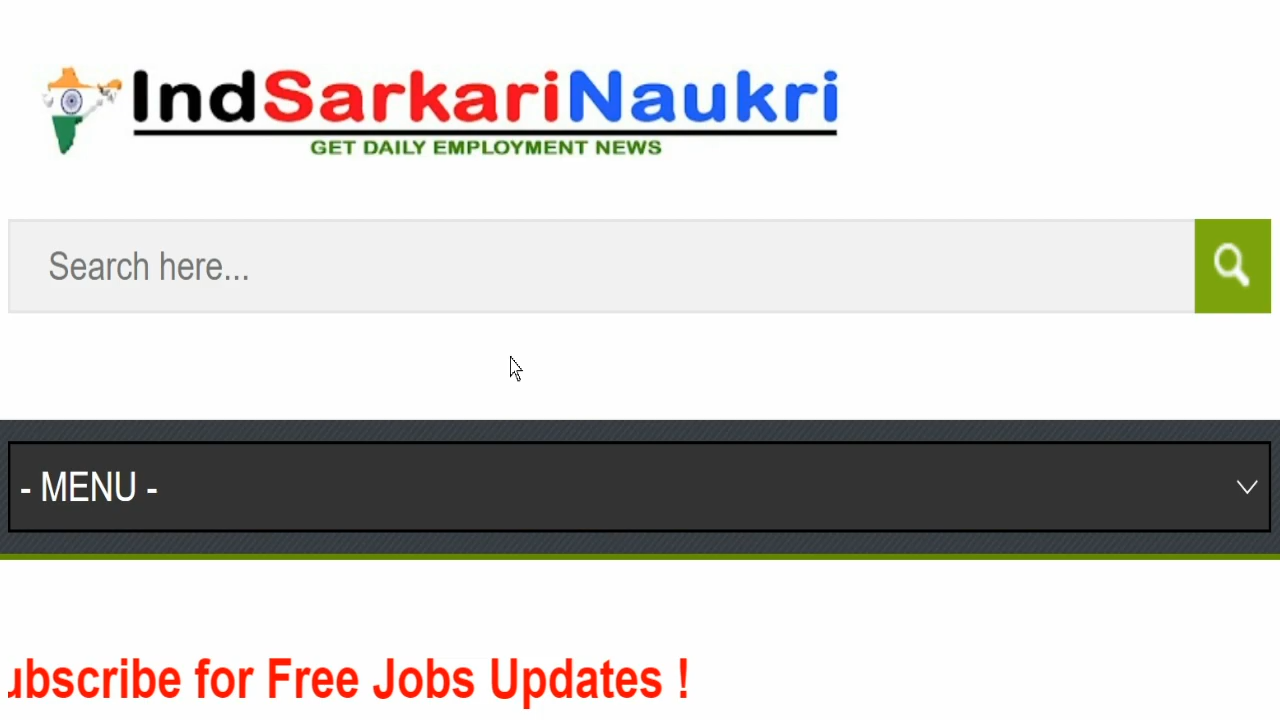 IndSarkariNaukri
GET DAILY EMPLOYMENT NEWS
Search here...
- MENU -
ubscribe for Free Jobs Updates !